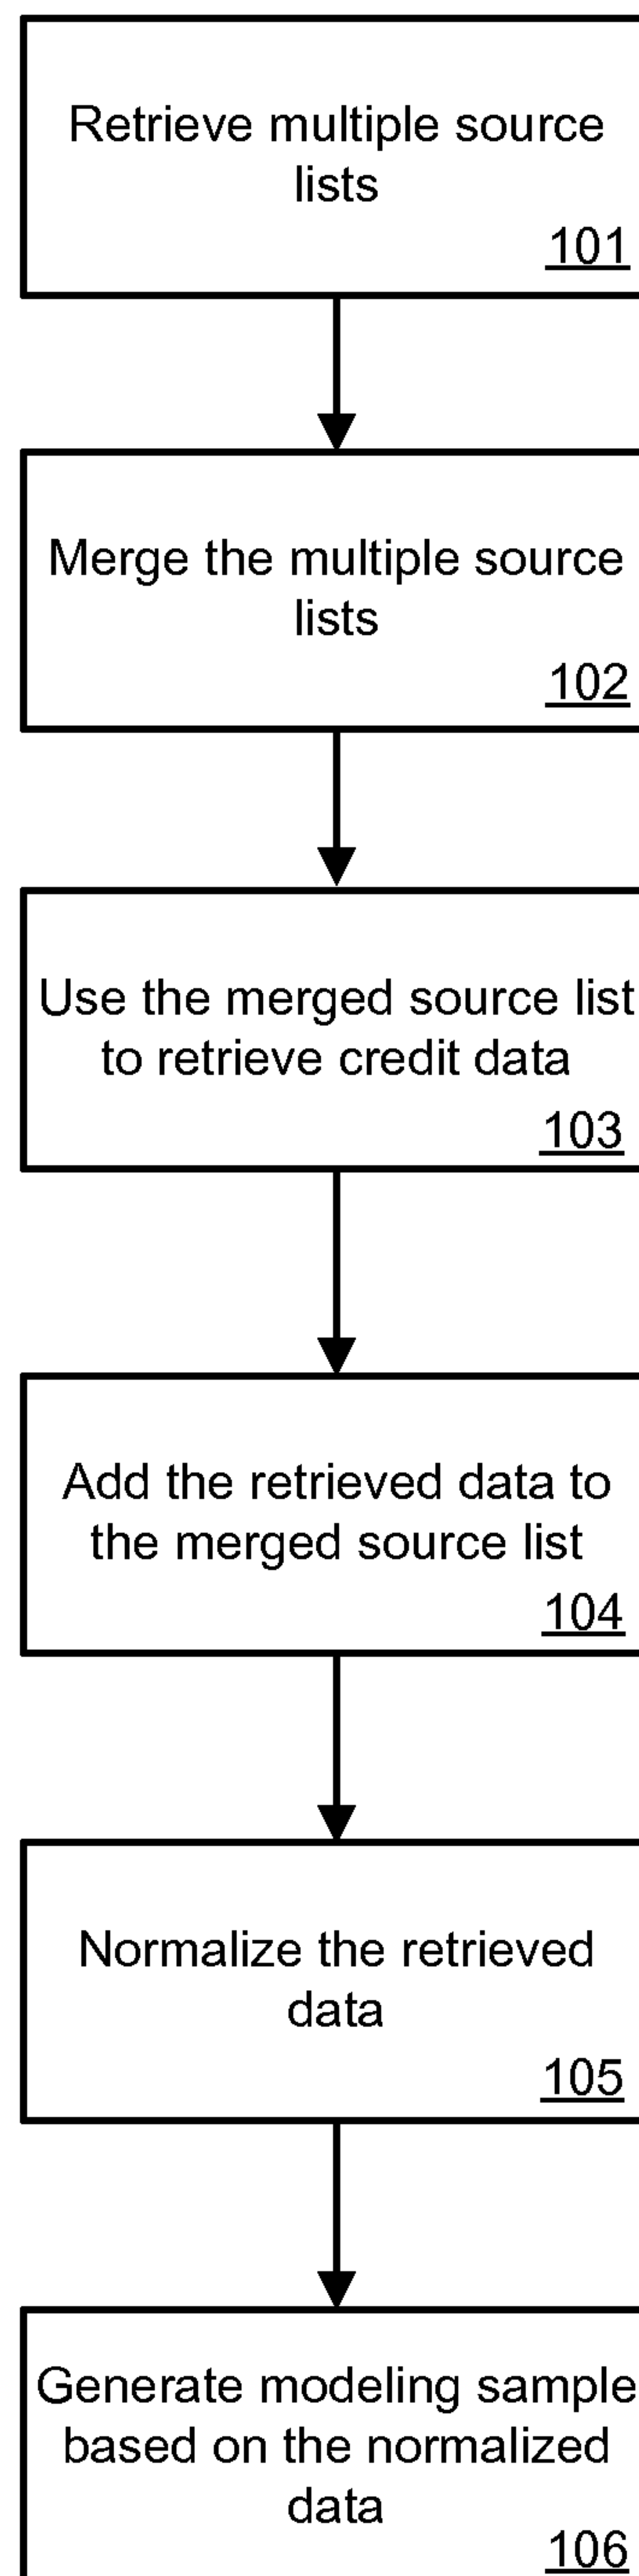 Retrieve multiple source
lists
101
Merge the multiple source
lists
102
Use the merged source list
to retrieve credit data
103
Add the retrieved data to
the merged source list
104
Normalize the retrieved
data
105
Generate modeling sample
based on the normalized
data
106